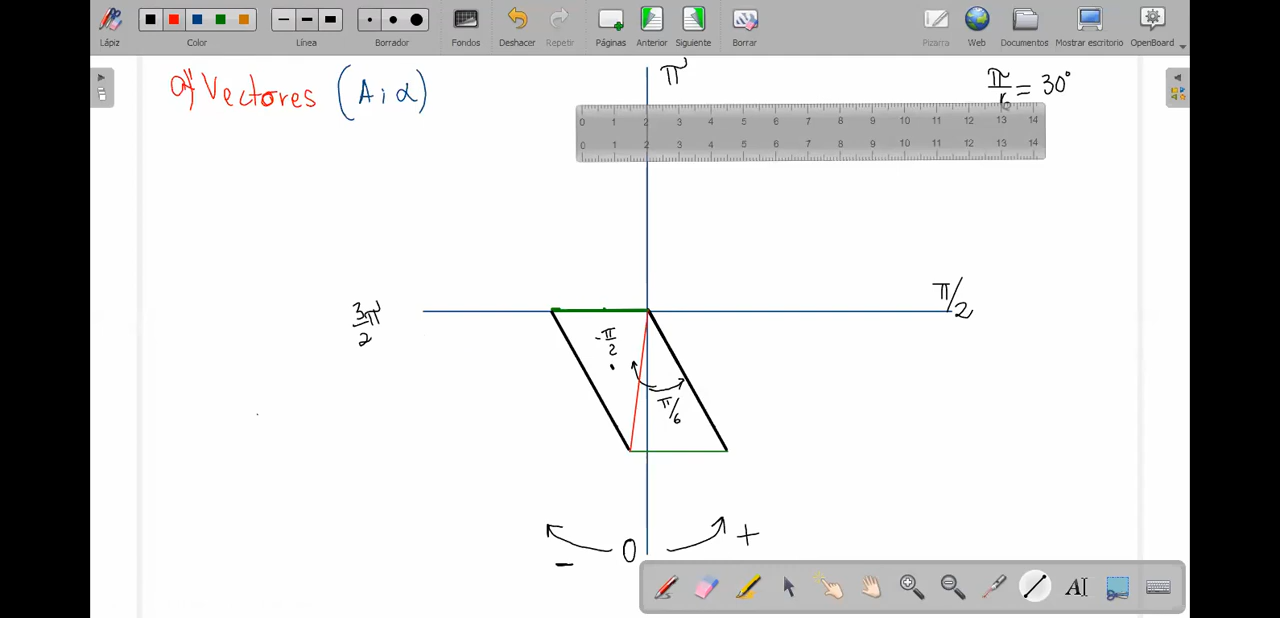 Lápiz
Color
Línea
Borrador
Fondos
Deshacer
Repetir
Páginas
Anterior
Siguiente
Borrar
Pizarra
Web
Documentos
Mostrar escritorio
OpenBoard
a) Vectores (A; α)
π
π/6 = 30°
0 1 2 3 4 5 6 7 8 9 10 11 12 13 14
0 1 2 3 4 5 6 7 8 9 10 11 12 13 14
3π/2
π/2
-π/2
π/6
- 0 +
AI